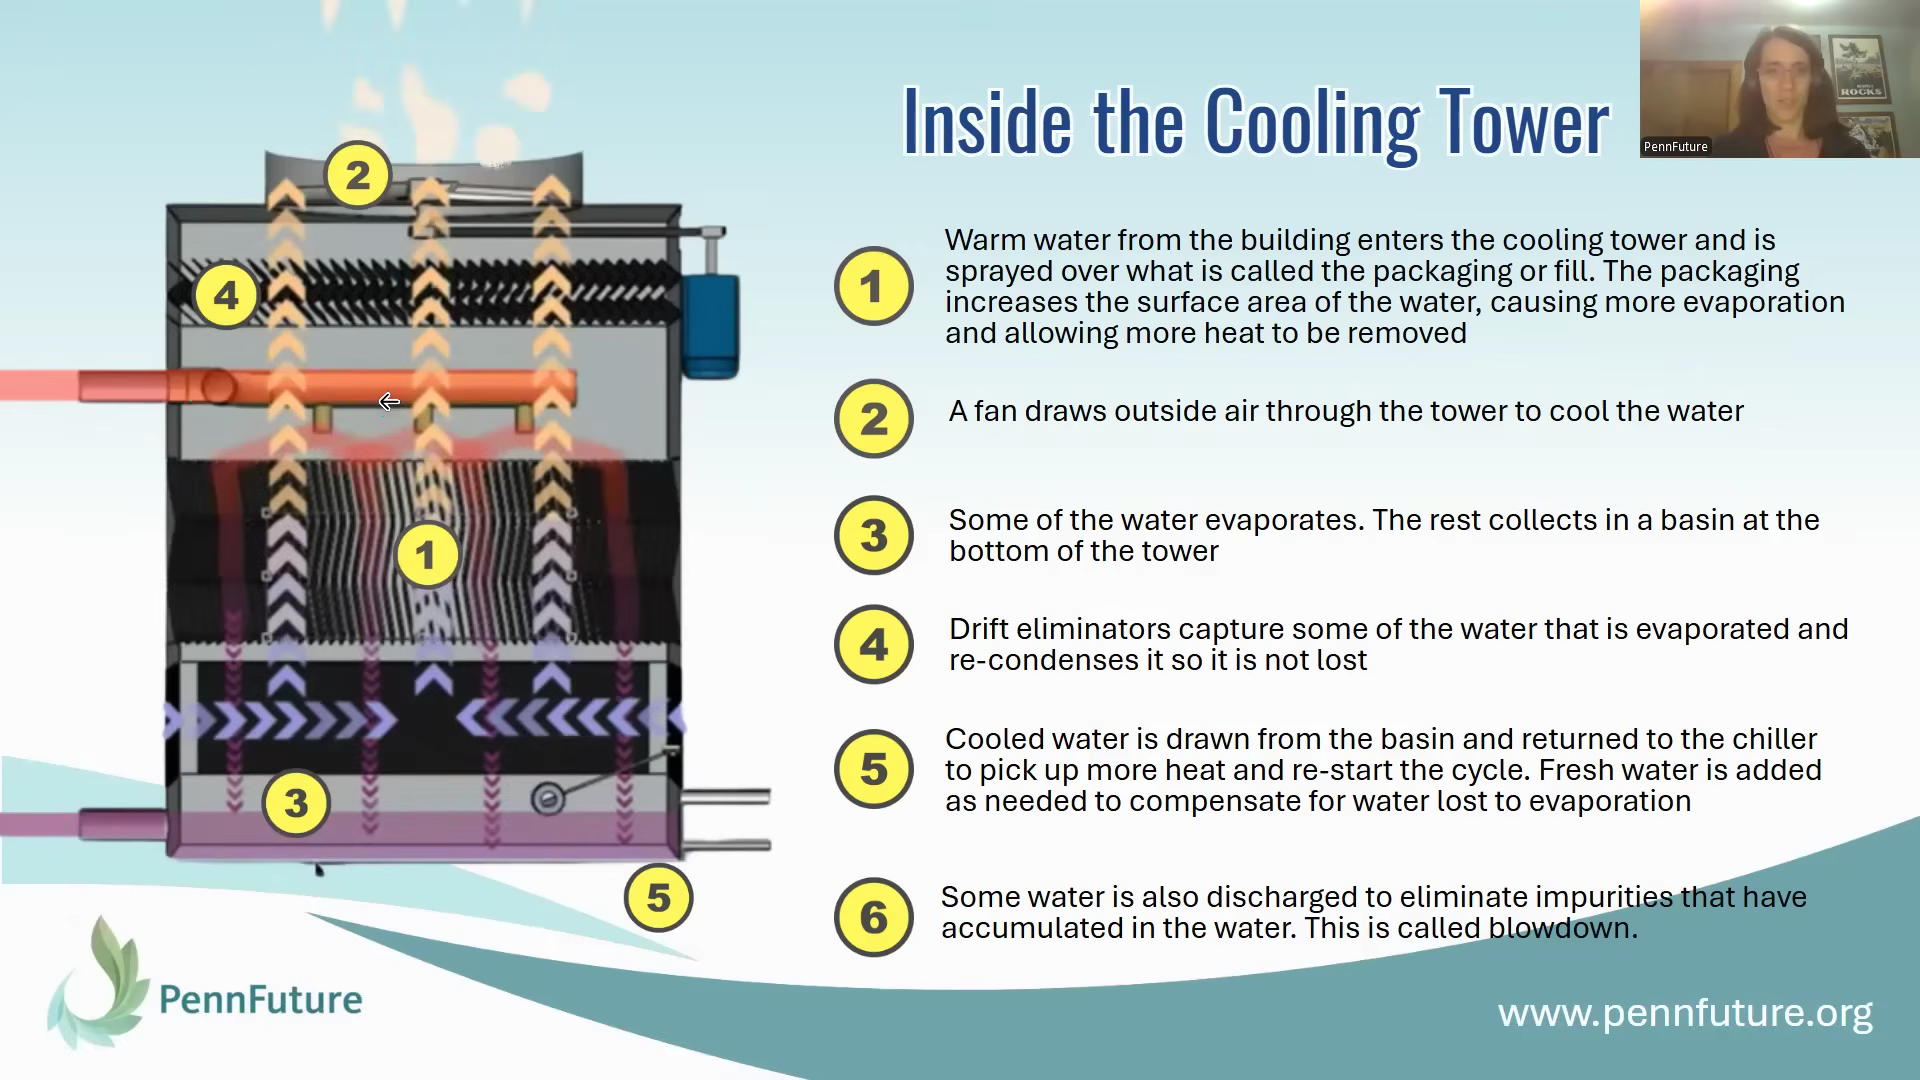 Inside the Cooling Tower
ROCKS
PennFuture
1
Warm water from the building enters the cooling tower and is
sprayed over what is called the packaging or fill. The packaging
increases the surface area of the water, causing more evaporation
and allowing more heat to be removed
2
A fan draws outside air through the tower to cool the water
3
Some of the water evaporates. The rest collects in a basin at the
bottom of the tower
4
Drift eliminators capture some of the water that is evaporated and
re-condenses it so it is not lost
5
Cooled water is drawn from the basin and returned to the chiller
to pick up more heat and re-start the cycle. Fresh water is added
as needed to compensate for water lost to evaporation
6
Some water is also discharged to eliminate impurities that have
accumulated in the water. This is called blowdown.
2
4
1
3
5
PennFuture
www.pennfuture.org